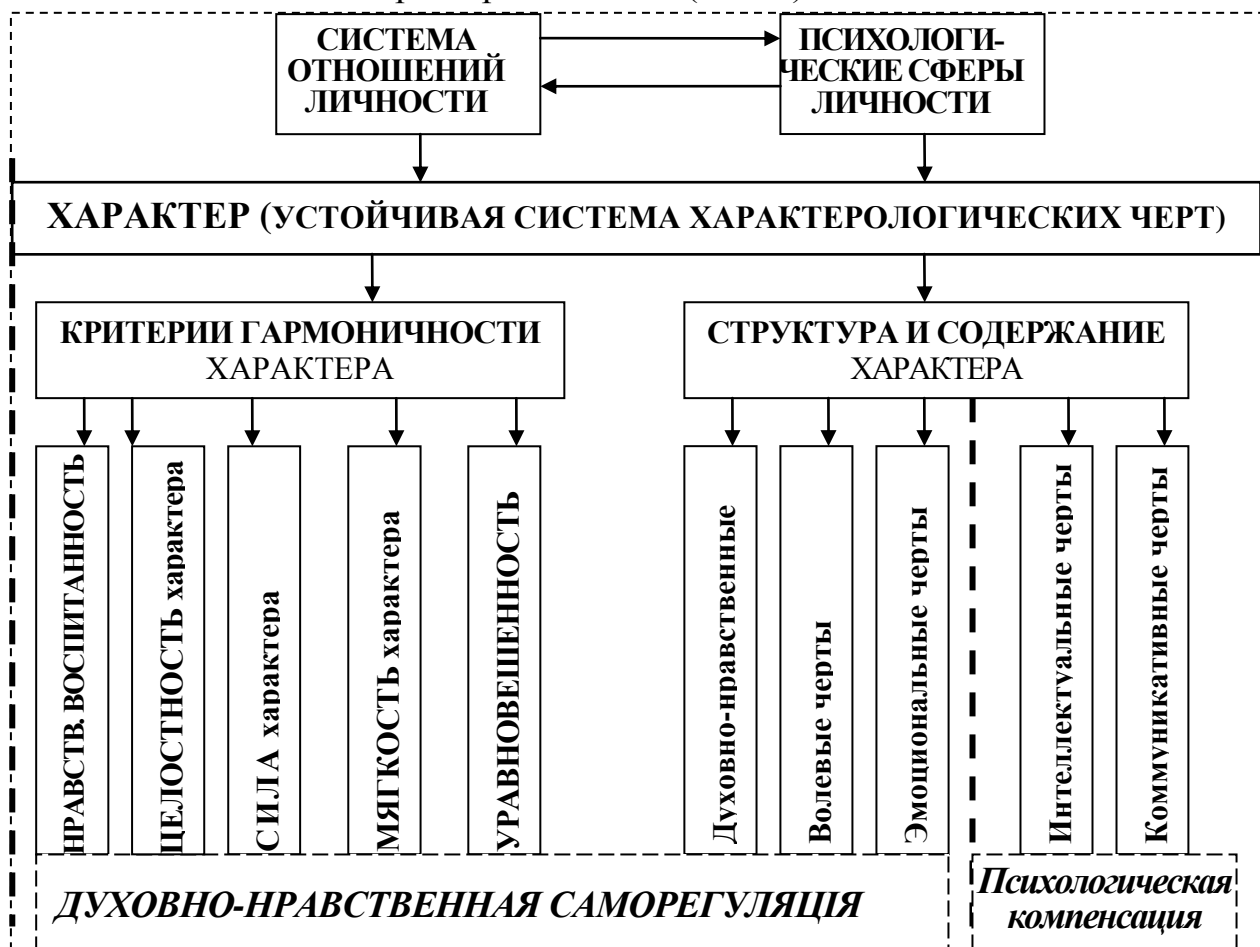 СИСТЕМА
ОТНОШЕНИЙ
ЛИЧНОСТИ
ПСИХОЛОГИ-
ЧЕСКИЕ СФЕРЫ
ЛИЧНОСТИ
ХАРАКТЕР (УСТОЙЧИВАЯ СИСТЕМА ХАРАКТЕРОЛОГИЧЕСКИХ ЧЕРТ)
КРИТЕРИИ ГАРМОНИЧНОСТИ
ХАРАКТЕРА
СТРУКТУРА И СОДЕРЖАНИЕ
ХАРАКТЕРА
НРАВСТВ. ВОСПИТАННОСТЬ
ЦЕЛОСТНОСТЬ характера
СИЛА характера
МЯГКОСТЬ характера
УРАВНОВЕШЕННОСТЬ
Духовно-нравственные
Волевые черты
Эмоциональные черты
Интеллектуальные черты
Коммуникативные черты
ДУХОВНО-НРАВСТВЕННАЯ САМОРЕГУЛЯЦІЯ
Психологическая
компенсация